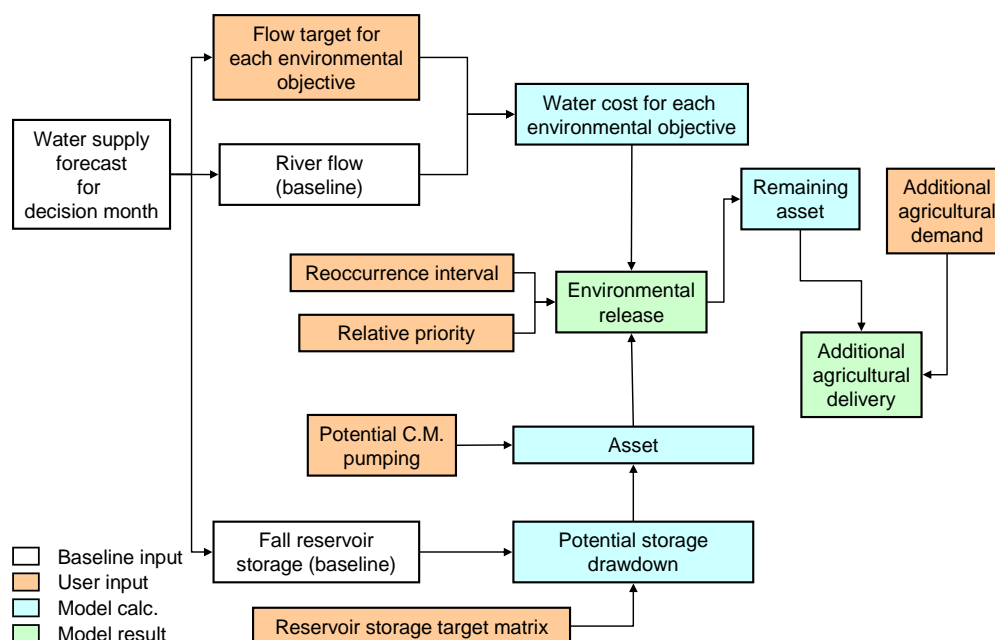 Flow target for
each environmental
objective
Water cost for each
environmental objective
Water supply
forecast
for
decision month
River flow
(baseline)
Remaining
asset
Additional
agricultural
demand
Reoccurrence interval
Relative priority
Environmental
release
Additional
agricultural
delivery
Potential C.M.
pumping
Asset
Fall reservoir
storage (baseline)
Potential storage
drawdown
Reservoir storage target matrix
Baseline input
User input
Model calc.
Model result